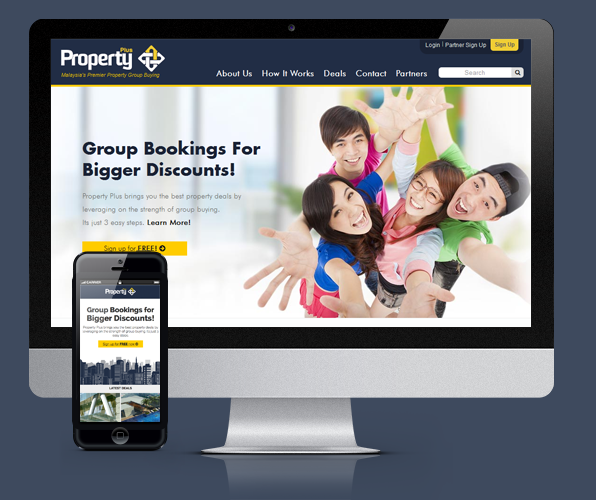 Login | Partner Sign Up
Sign Up
Plus
Property
Malaysia's Premier Property Group Buying
About Us
How It Works
Deals
Contact
Partners
Search
Group Bookings For
Bigger Discounts!
Property Plus brings you the best property deals by
leveraging on the strength of group buying.
Its just 3 easy steps. Learn More!
Sign up for FREE!
Property
Group Bookings for
Bigger Discounts!
Property Plus brings you the best property deals by
leveraging on the strength of group buying. Its just 3
easy steps.
Sign up for FREE
LATEST DEALS